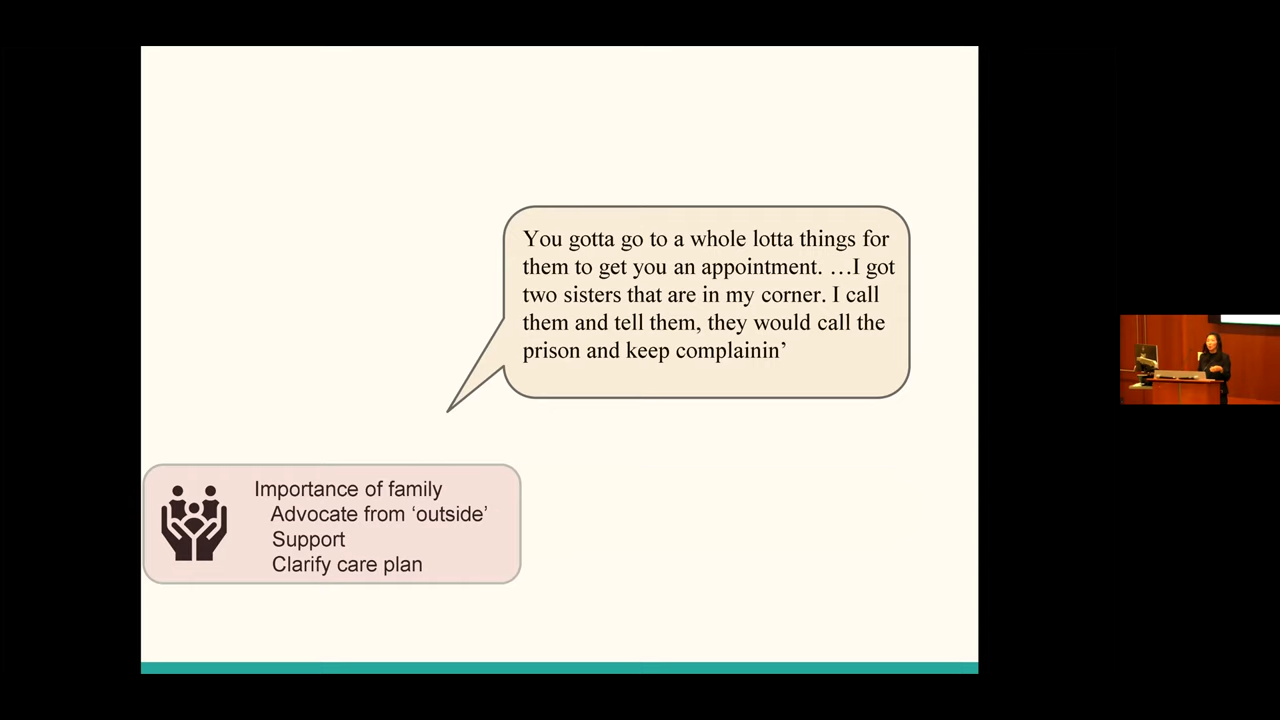 You gotta go to a whole lotta things for
them to get you an appointment. …I got
two sisters that are in my corner. I call
them and tell them, they would call the
prison and keep complainin’
Importance of family
Advocate from ‘outside’
Support
Clarify care plan